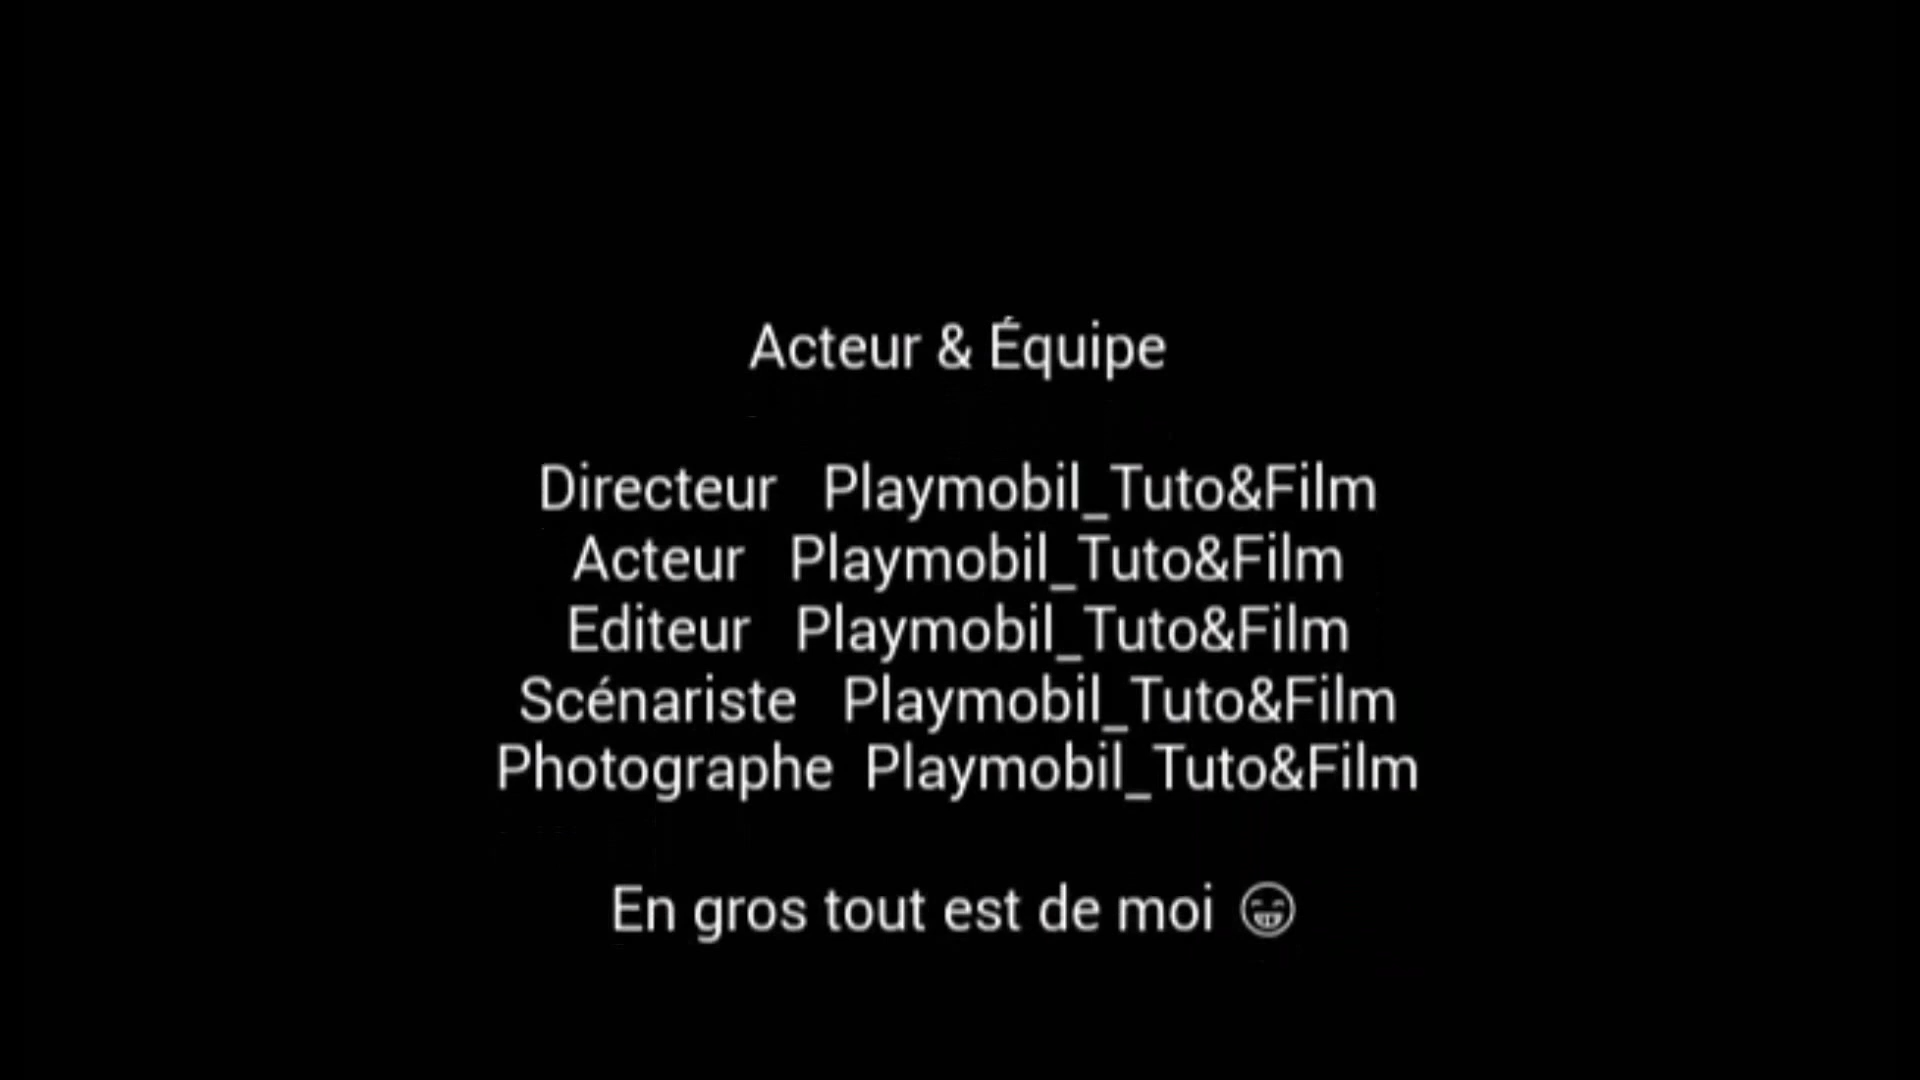 Acteur & Équipe
Directeur Playmobil_Tuto&Film
Acteur Playmobil_Tuto&Film
Editeur Playmobil_Tuto&Film
Scénariste Playmobil_Tuto&Film
Photographe Playmobil_Tuto&Film
En gros tout est de moi 😁